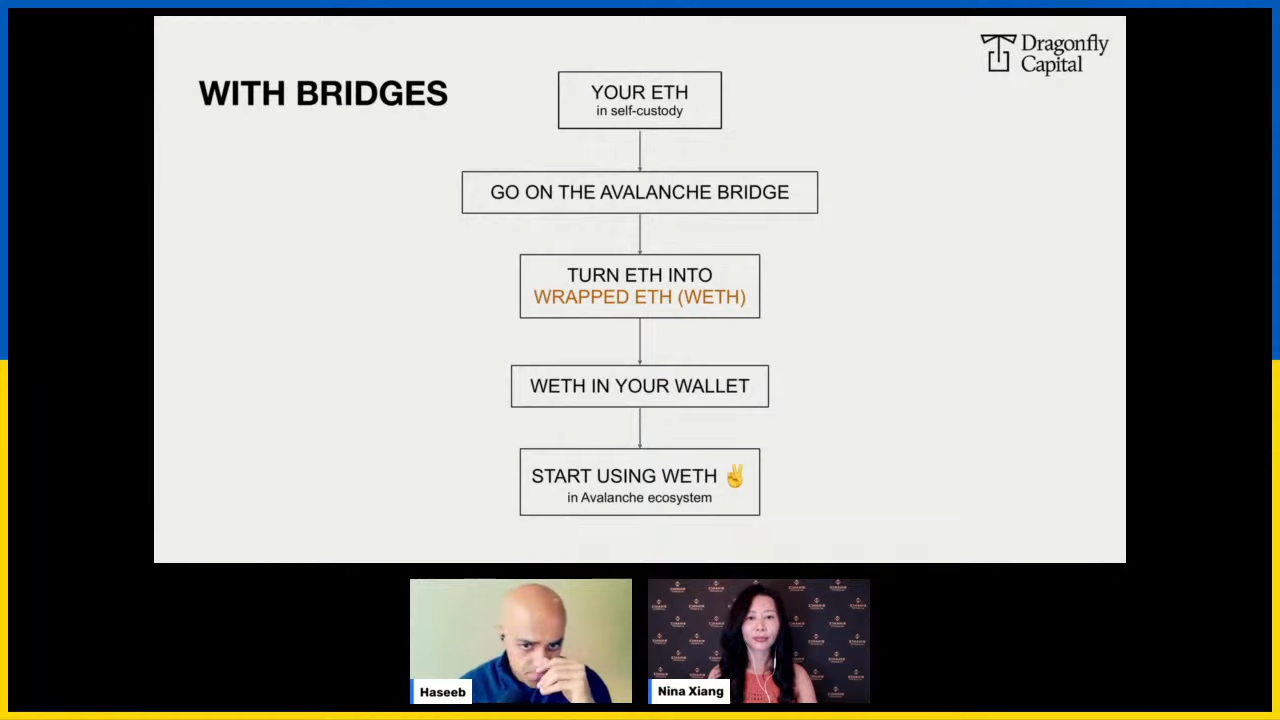 Dragonfly
Capital
WITH BRIDGES
YOUR ETH
in self-custody
GO ON THE AVALANCHE BRIDGE
TURN ETH INTO
WRAPPED ETH (WETH)
WETH IN YOUR WALLET
START USING WETH ✌️
in Avalanche ecosystem
Haseeb
Nina Xiang